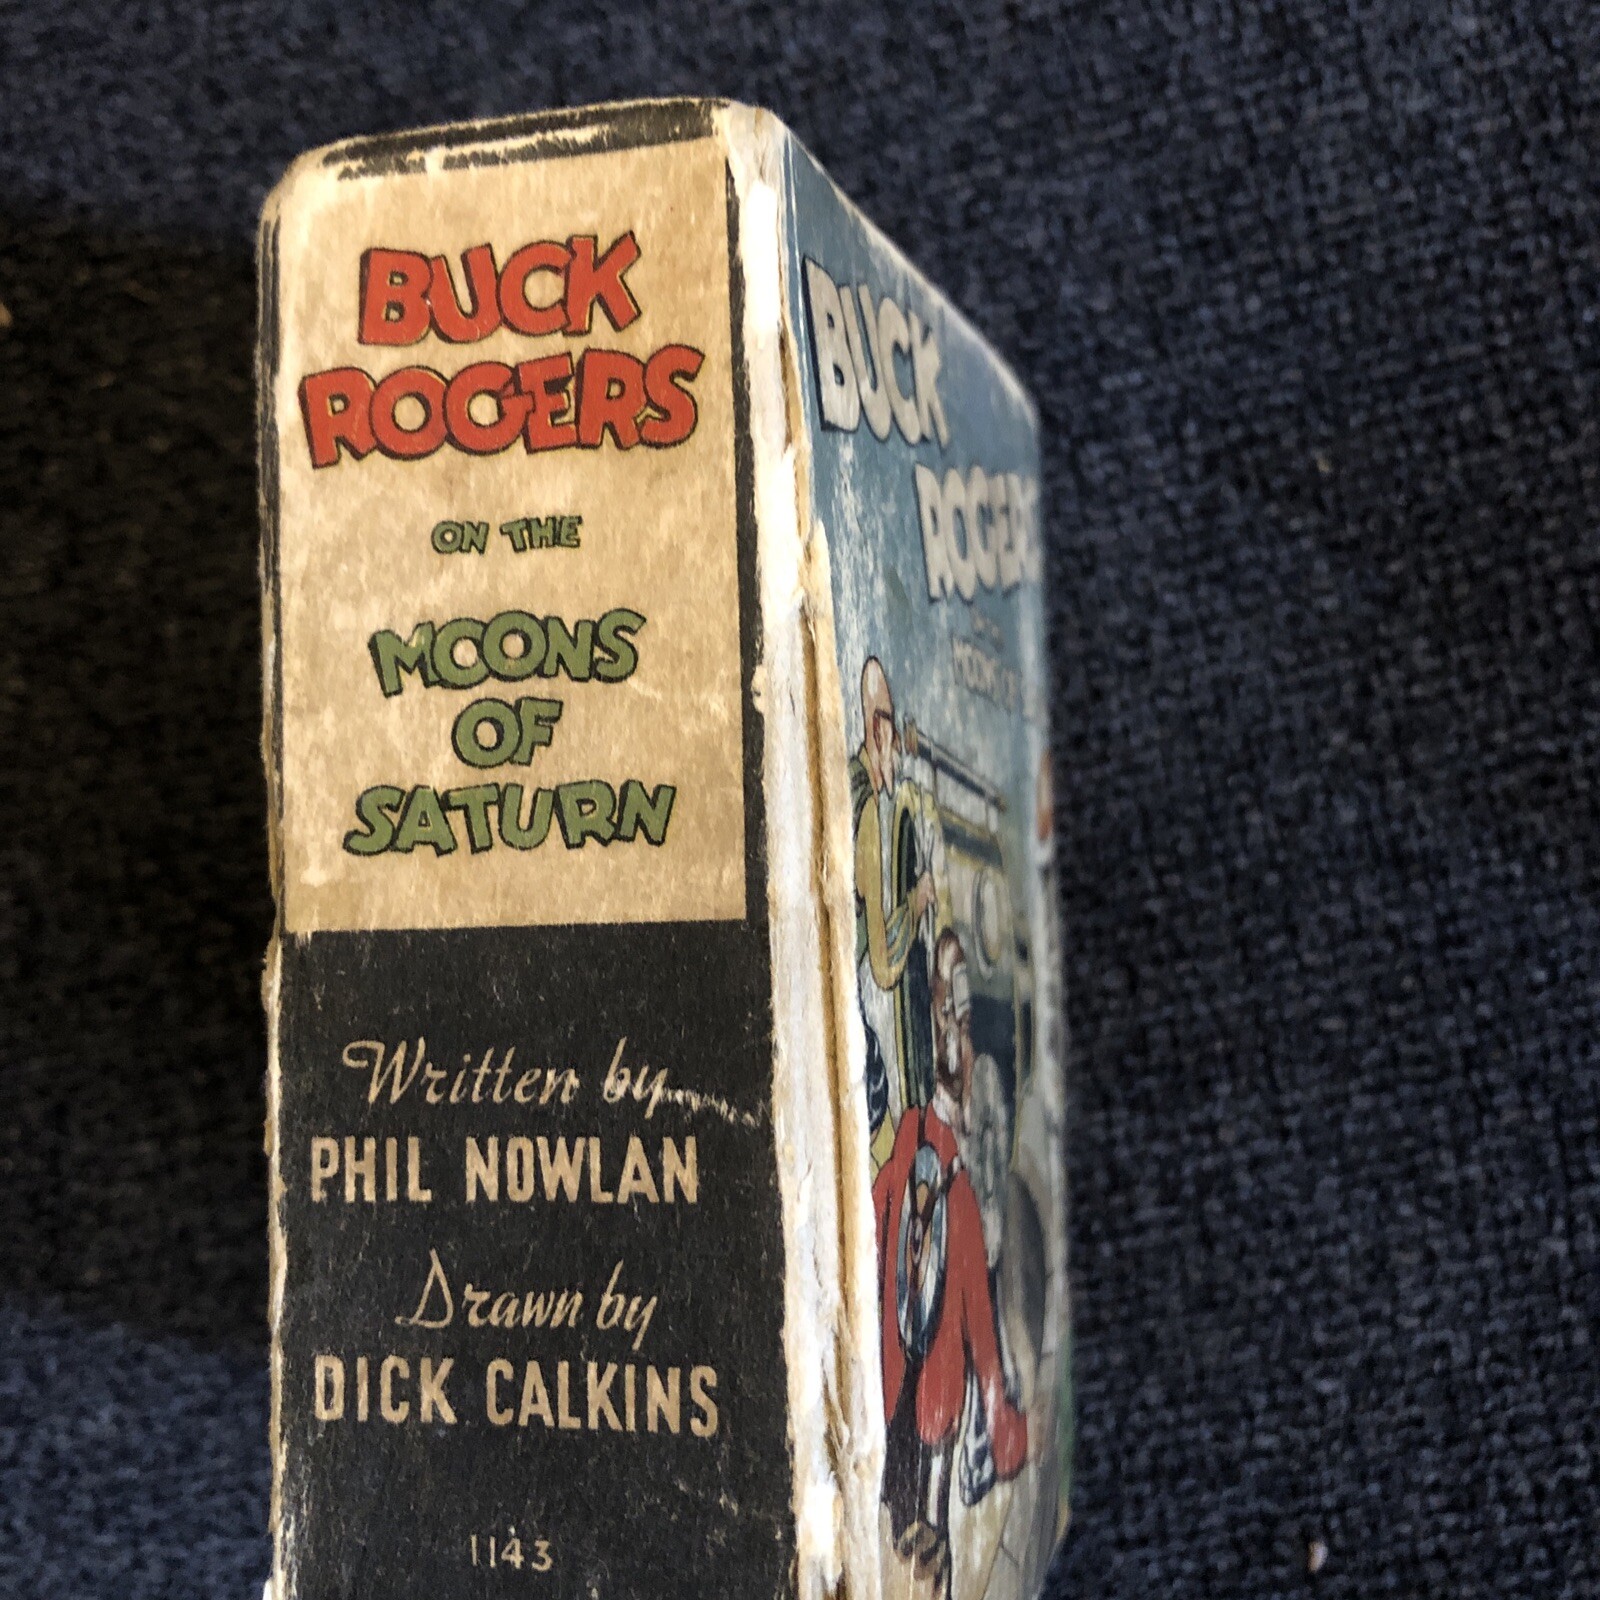 BUCK
ROGERS
ON THE
MOONS
OF
SATURN
Written by
PHIL NOWLAN
Drawn by
DICK CALKINS
1143
BUCK
ROGERS